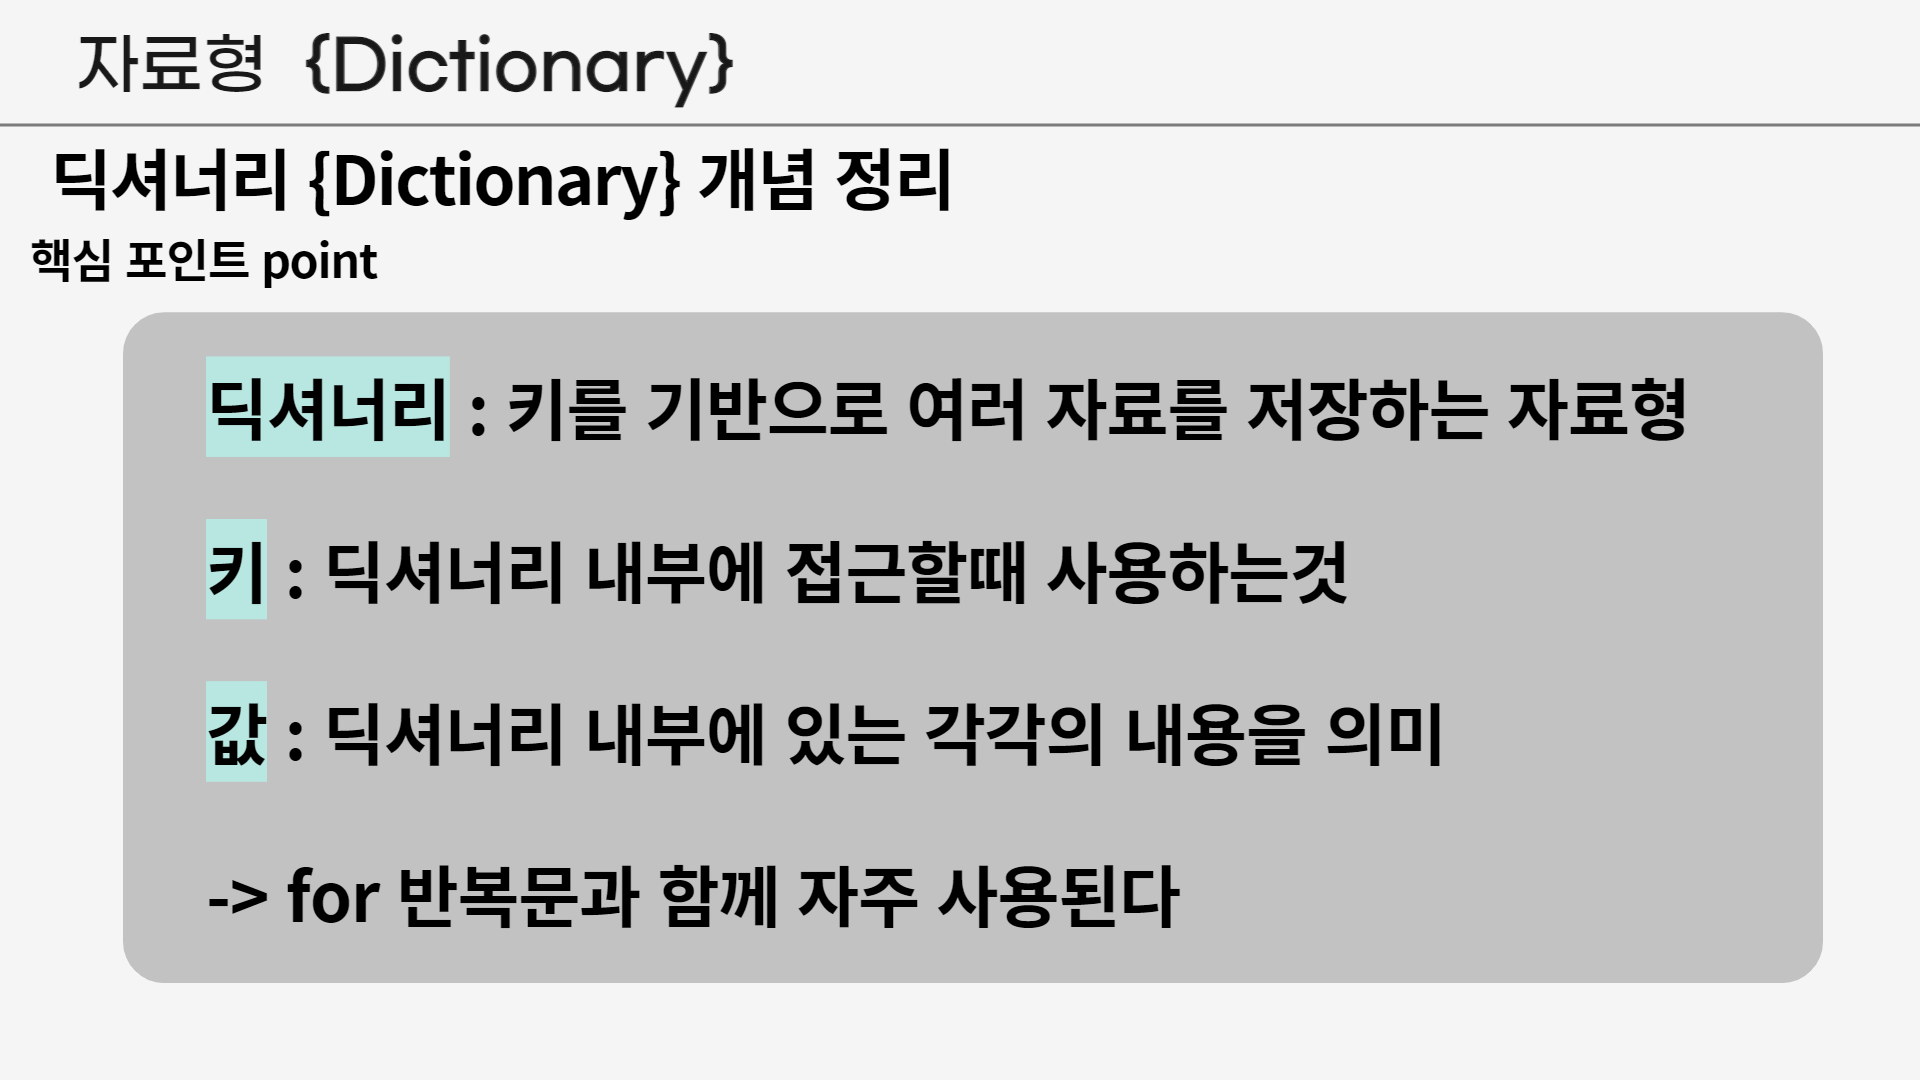 자료형 {Dictionary}
딕셔너리 {Dictionary} 개념 정리
핵심 포인트 point
딕셔너리 : 키를 기반으로 여러 자료를 저장하는 자료형
키 : 딕셔너리 내부에 접근할때 사용하는것
값 : 딕셔너리 내부에 있는 각각의 내용을 의미
-> for 반복문과 함께 자주 사용된다